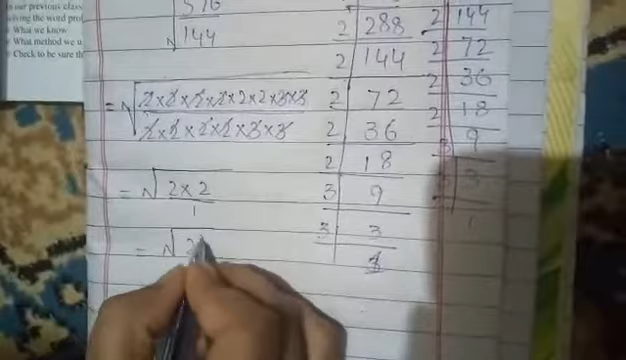 our previous class
olving the word pro
What we know
What method we u
Check to be sure th
√576/144
= √2×2×2×2×2×2×3×3/2×2×2×2×3×3
= √2×2/1
= √2
2 | 288
2 | 144
2 | 72
2 | 36
2 | 18
3 | 9
3 | 3
1
2 | 144
2 | 72
2 | 36
2 | 18
3 | 9
3 | 3
1